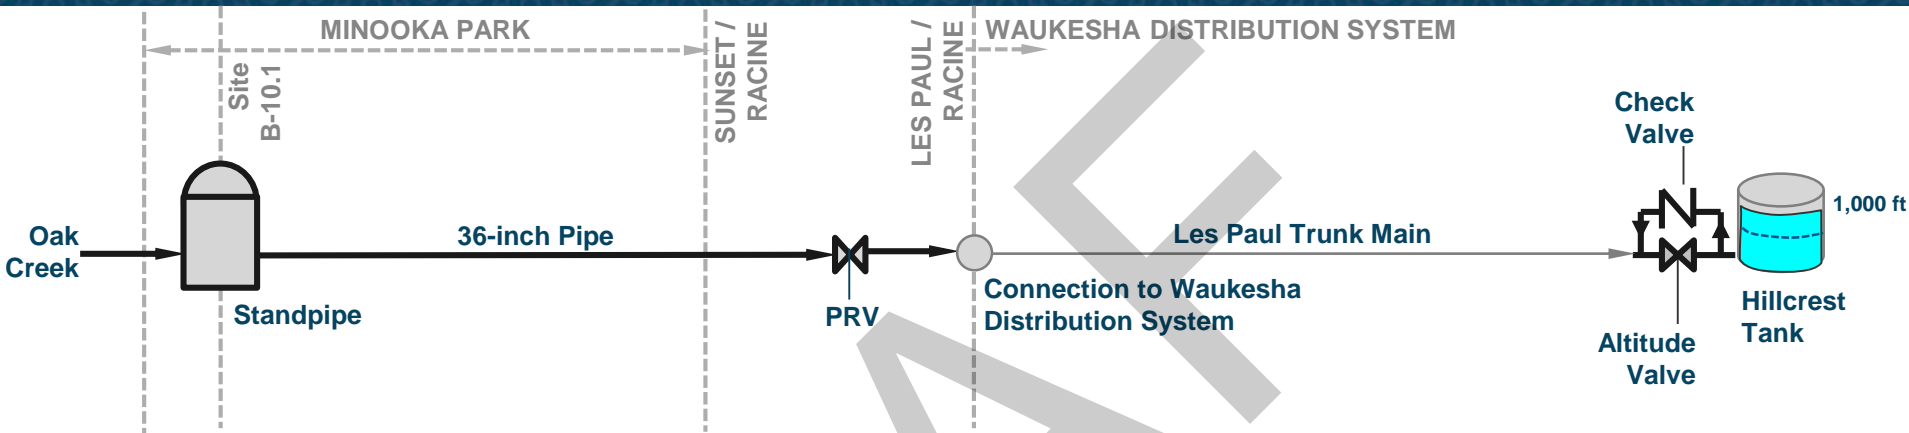 MINOOKA PARK
WAUKESHA DISTRIBUTION SYSTEM
Site
B-10.1
SUNSET /
RACINE
LES PAUL /
RACINE
Check
Valve
1,000 ft
Oak
Creek
36-inch Pipe
Les Paul Trunk Main
Standpipe
PRV
Connection to Waukesha
Distribution System
Hillcrest
Tank
Altitude
Valve